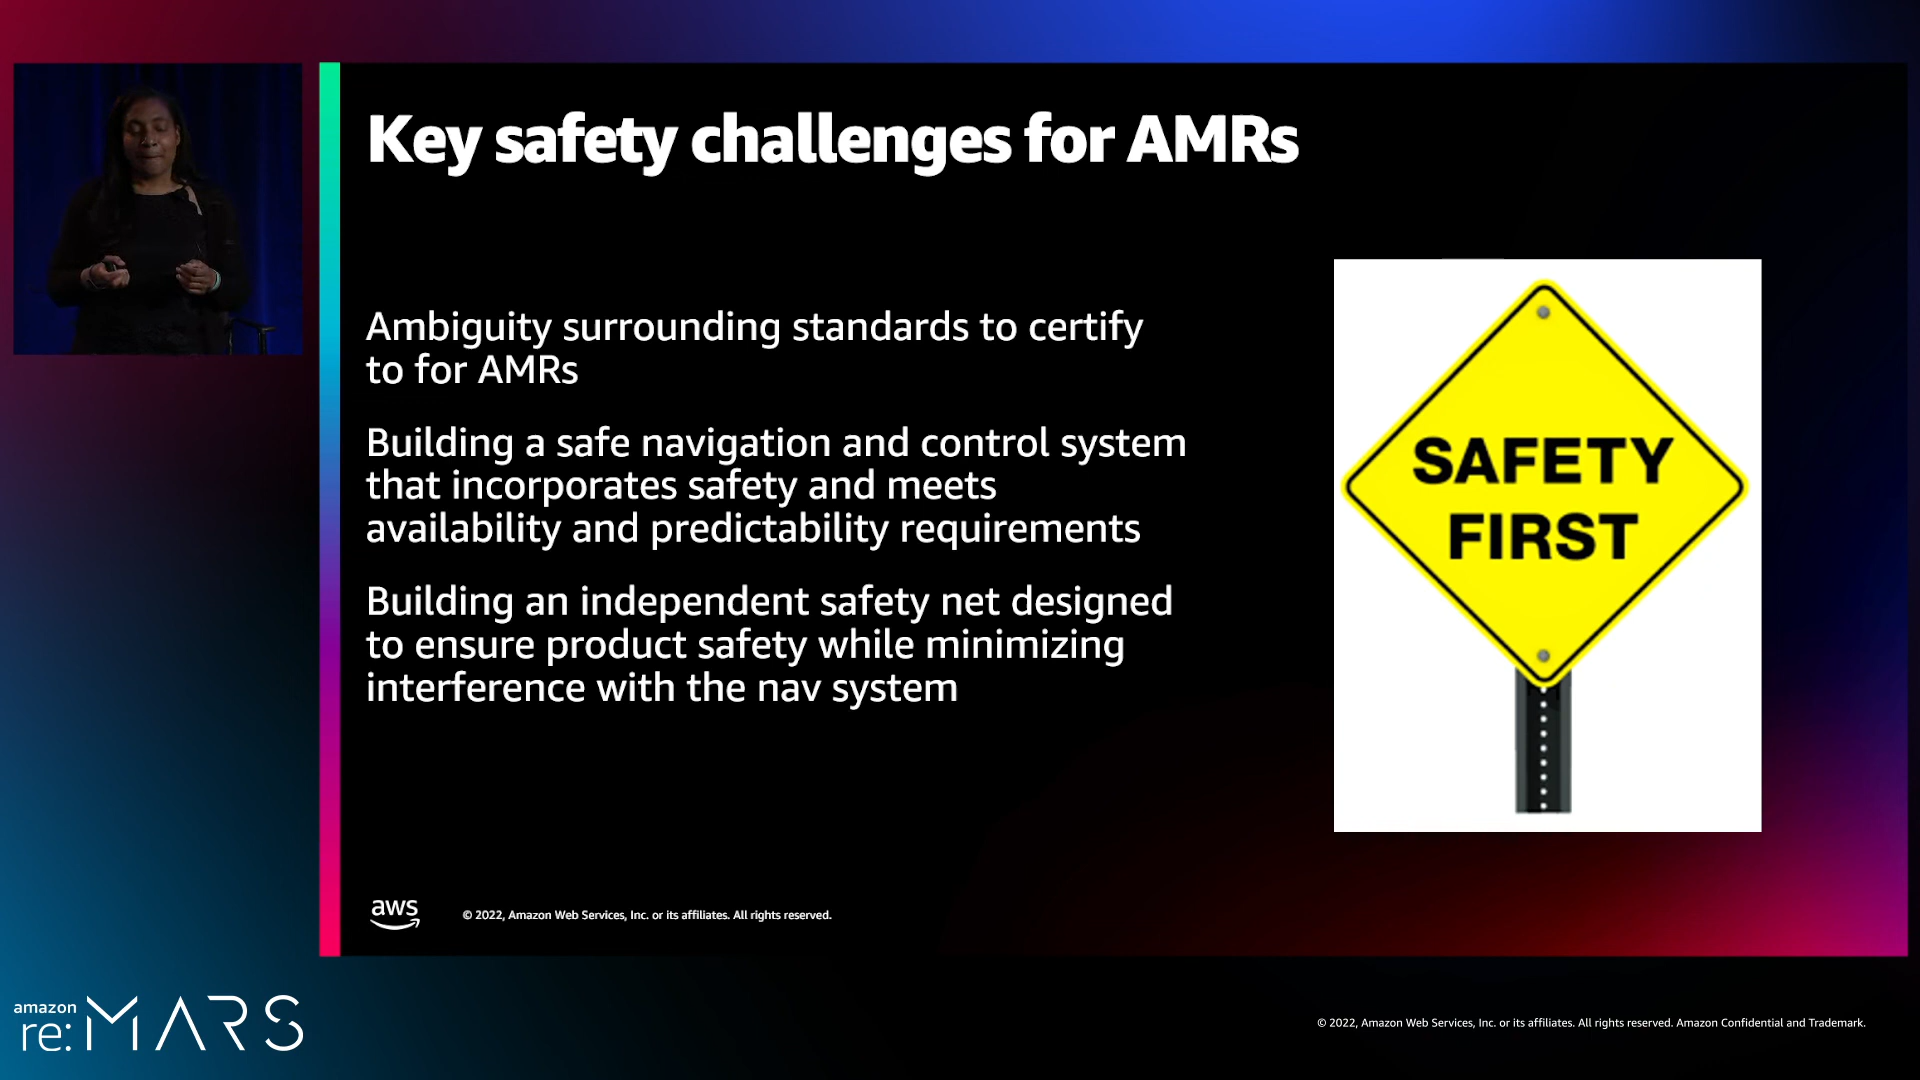 Key safety challenges for AMRs
Ambiguity surrounding standards to certify
to for AMRs
Building a safe navigation and control system
that incorporates safety and meets
availability and predictability requirements
Building an independent safety net designed
to ensure product safety while minimizing
interference with the nav system
SAFETY
FIRST
aws
© 2022, Amazon Web Services, Inc. or its affiliates. All rights reserved.
amazon
re:MARS
© 2022, Amazon Web Services, Inc. or its affiliates. All rights reserved. Amazon Confidential and Trademark.